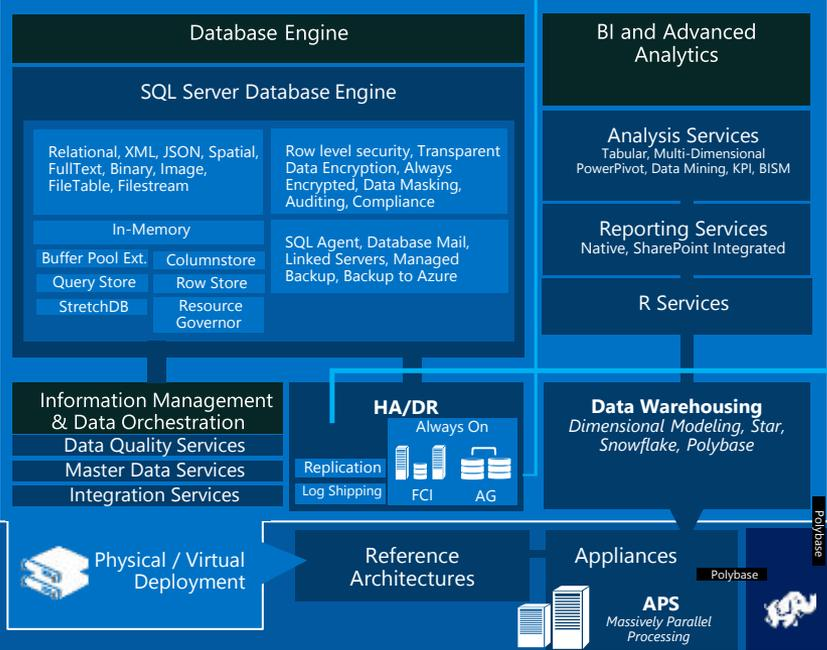 Database Engine
SQL Server Database Engine
Relational, XML, JSON, Spatial,
FullText, Binary, Image,
FileTable, Filestream
In-Memory
Buffer Pool Ext.
Columnstore
Query Store
Row Store
StretchDB
Resource
Governor
Row level security, Transparent
Data Encryption, Always
Encrypted, Data Masking,
Auditing, Compliance
SQL Agent, Database Mail,
Linked Servers, Managed
Backup, Backup to Azure
BI and Advanced
Analytics
Analysis Services
Tabular, Multi-Dimensional
PowerPivot, Data Mining, KPI, BISM
Reporting Services
Native, SharePoint Integrated
R Services
Information Management
& Data Orchestration
Data Quality Services
Master Data Services
Integration Services
HA/DR
Always On
Replication
Log Shipping
FCI
AG
Data Warehousing
Dimensional Modeling, Star,
Snowflake, Polybase
Physical / Virtual
Deployment
Reference
Architectures
Appliances
Polybase
Polybase
APS
Massively Parallel
Processing